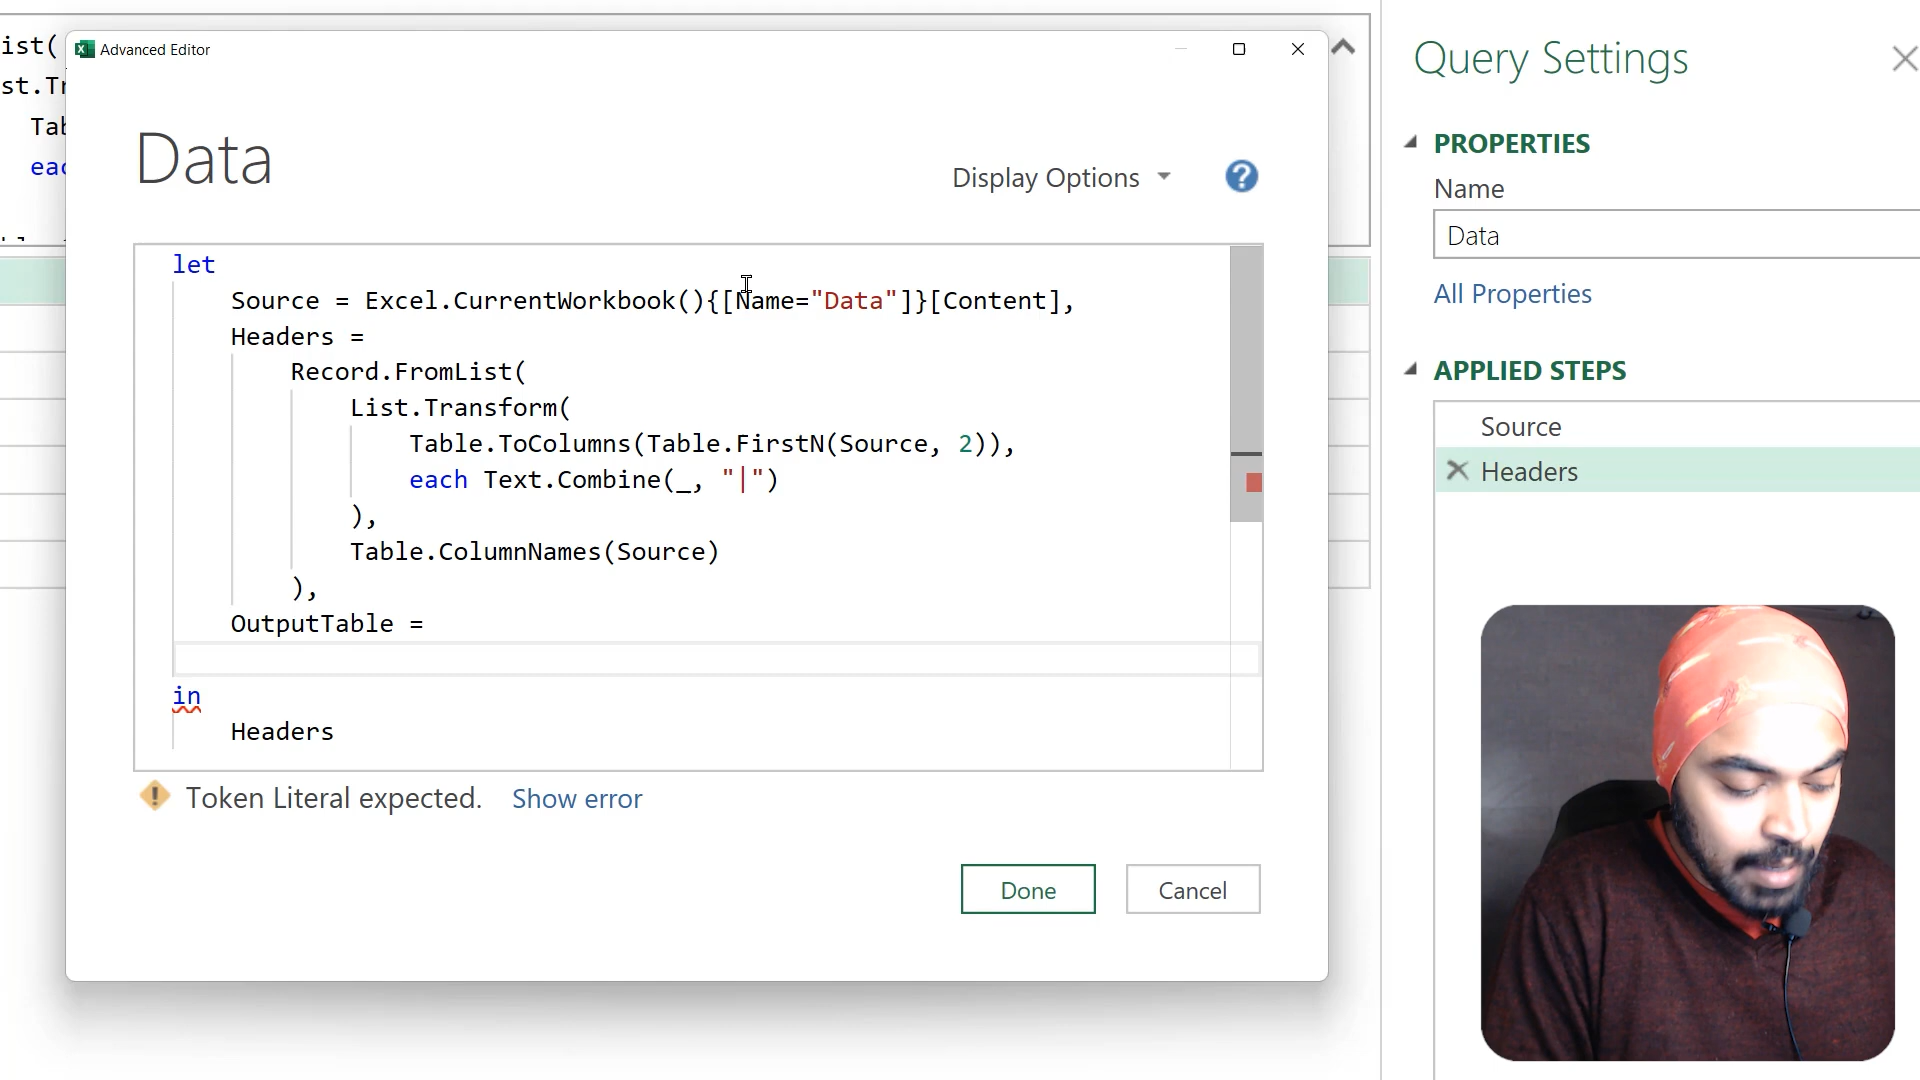 ist(
st.Tr
Tab
eac
Advanced Editor
Data
Display Options
?
let
Source = Excel.CurrentWorkbook(){[Name="Data"]}[Content],
Headers =
Record.FromList(
List.Transform(
Table.ToColumns(Table.FirstN(Source, 2)),
each Text.Combine(_, "|")
),
Table.ColumnNames(Source)
),
OutputTable =
in
Headers
Token Literal expected. Show error
Done
Cancel
Query Settings
PROPERTIES
Name
Data
All Properties
APPLIED STEPS
Source
Headers